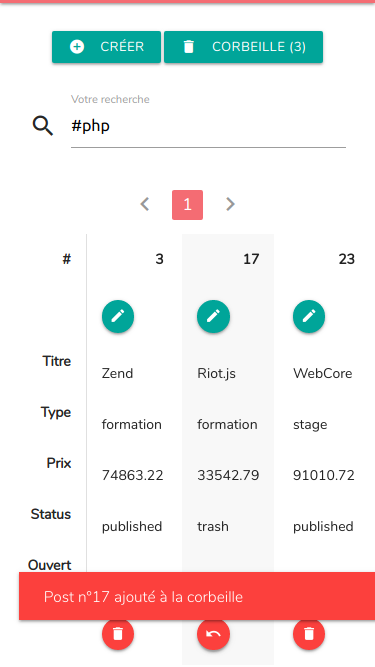 CRÉER
CORBEILLE (3)
Votre recherche
#php
1
# 3 17 23
Titre Zend Riot.js WebCore
Type formation formation stage
Prix 74863.22 33542.79 91010.72
Status published trash published
Ouvert
Post n°17 ajouté à la corbeille